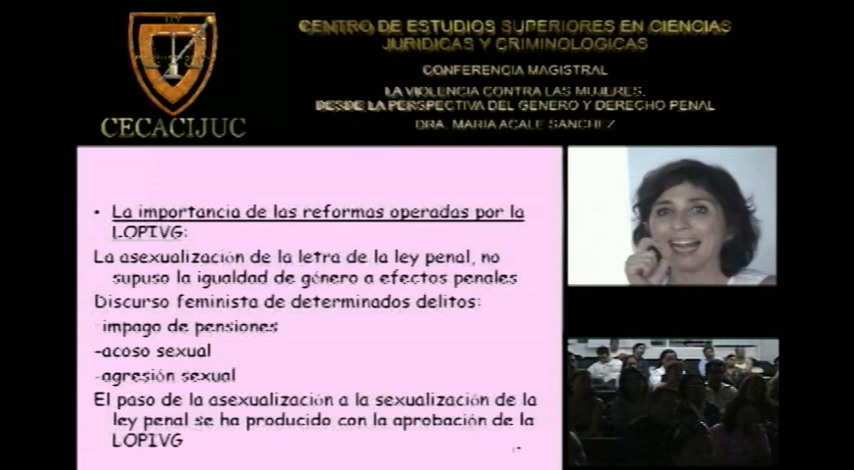 CENTRO DE ESTUDIOS SUPERIORES EN CIENCIAS
JURIDICAS Y CRIMINOLOGICAS
CONFERENCIA MAGISTRAL
LA VIOLENCIA CONTRA LAS MUJERES.
DESDE LA PERSPECTIVA DEL GENERO Y DERECHO PENAL
DRA. MARIA ACALE SANCHEZ
CECACIJUC
• La importancia de las reformas operadas por la
LOPIVG:
La asexualización de la letra de la ley penal, no
supuso la igualdad de género a efectos penales
Discurso feminista de determinados delitos:
-impago de pensiones
-acoso sexual
-agresión sexual
El paso de la asexualización a la sexualización de la
ley penal se ha producido con la aprobación de la
LOPIVG